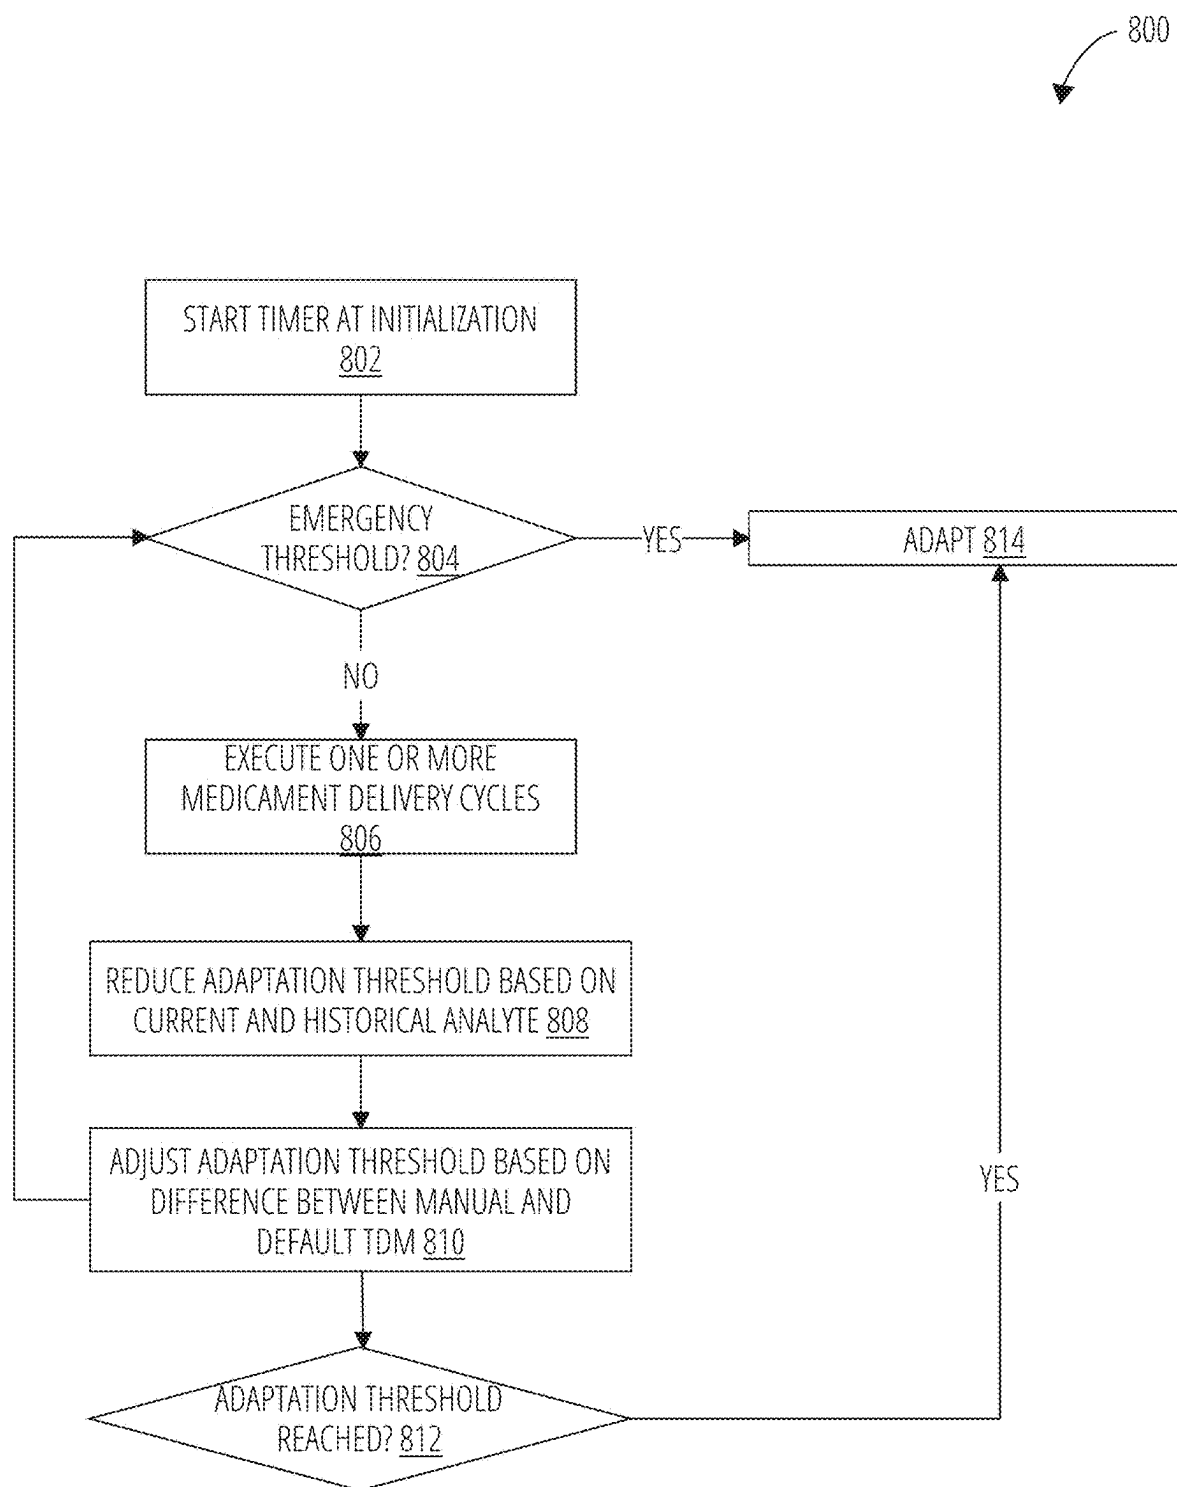 800
START TIMER AT INITIALIZATION
802
EMERGENCY
THRESHOLD? 804
YES
ADAPT 814
NO
EXECUTE ONE OR MORE
MEDICAMENT DELIVERY CYCLES
806
REDUCE ADAPTATION THRESHOLD BASED ON
CURRENT AND HISTORICAL ANALYTE 808
ADJUST ADAPTATION THRESHOLD BASED ON
DIFFERENCE BETWEEN MANUAL AND
DEFAULT TDM 810
YES
ADAPTATION THRESHOLD
REACHED? 812